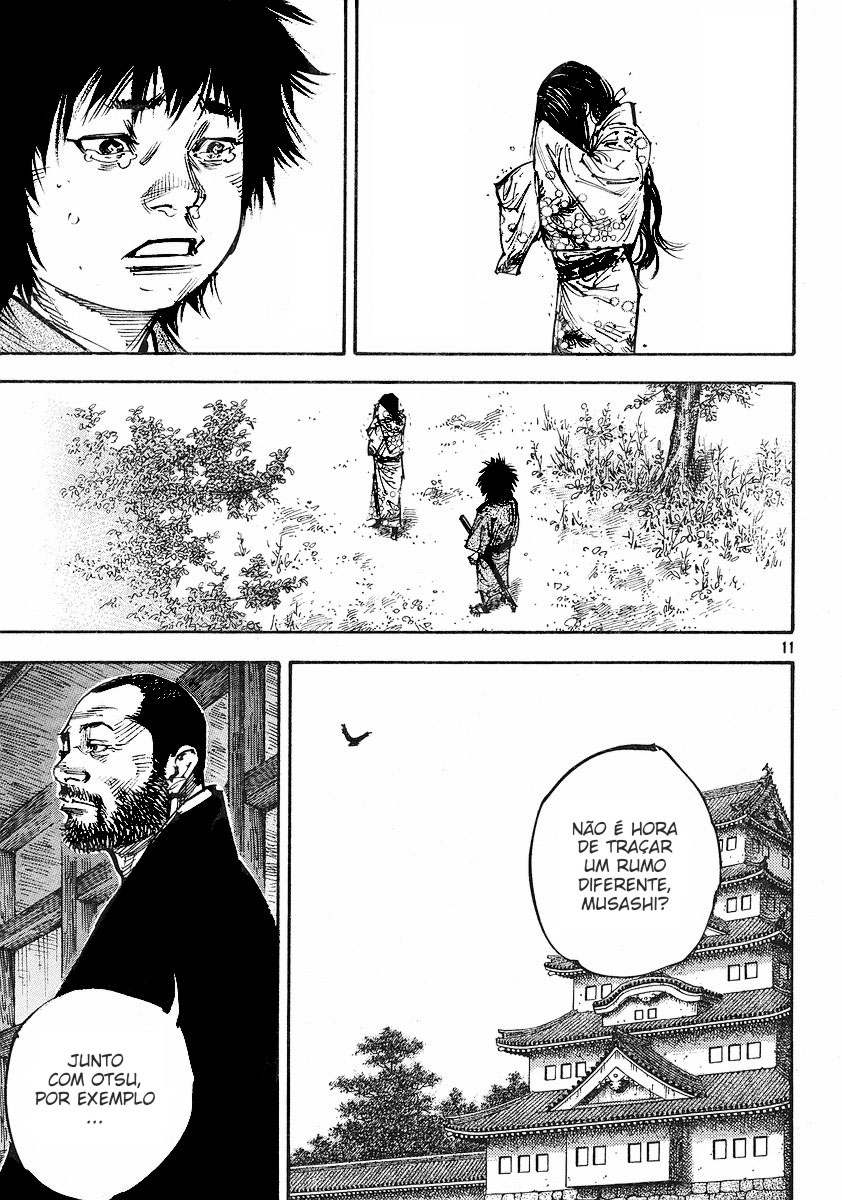 11
NÃO É HORA
DE TRAÇAR
UM RUMO
DIFERENTE,
MUSASHI?
JUNTO
COM OTSU,
POR EXEMPLO
...